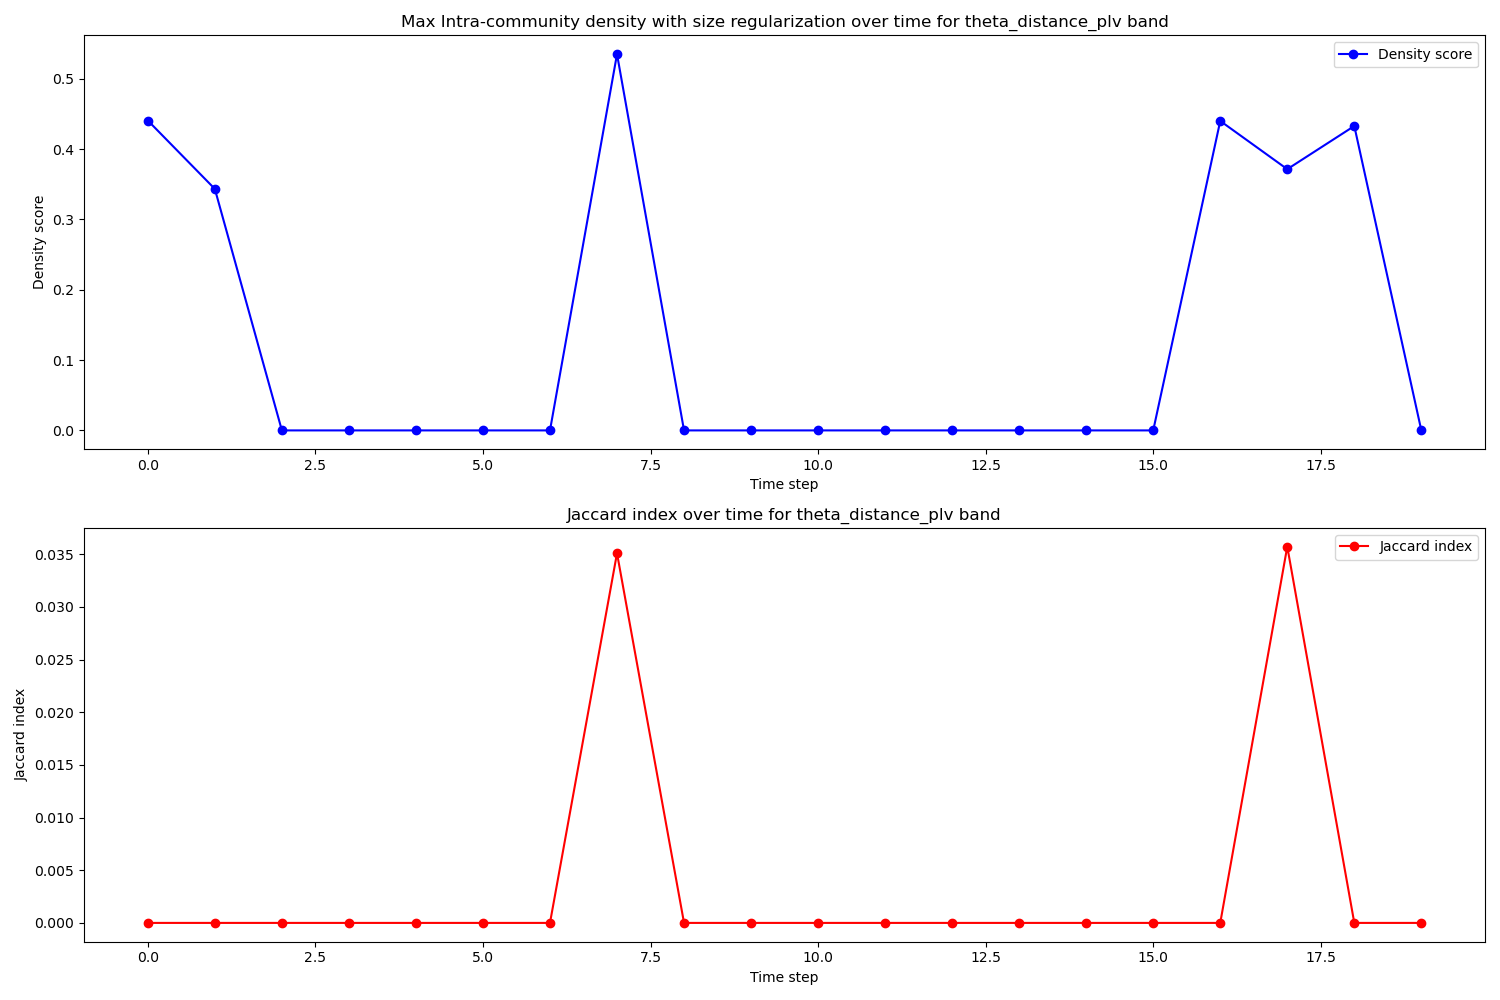 Max Intra-community density with size regularization over time for theta_distance_plv band
Density score
0.5
0.4
0.3
0.2
0.1
0.0
Density score
0.0 2.5 5.0 7.5 10.0 12.5 15.0 17.5
Time step
Jaccard index over time for theta_distance_plv band
Jaccard index
0.035
0.030
0.025
0.020
0.015
0.010
0.005
0.000
Jaccard index
0.0 2.5 5.0 7.5 10.0 12.5 15.0 17.5
Time step